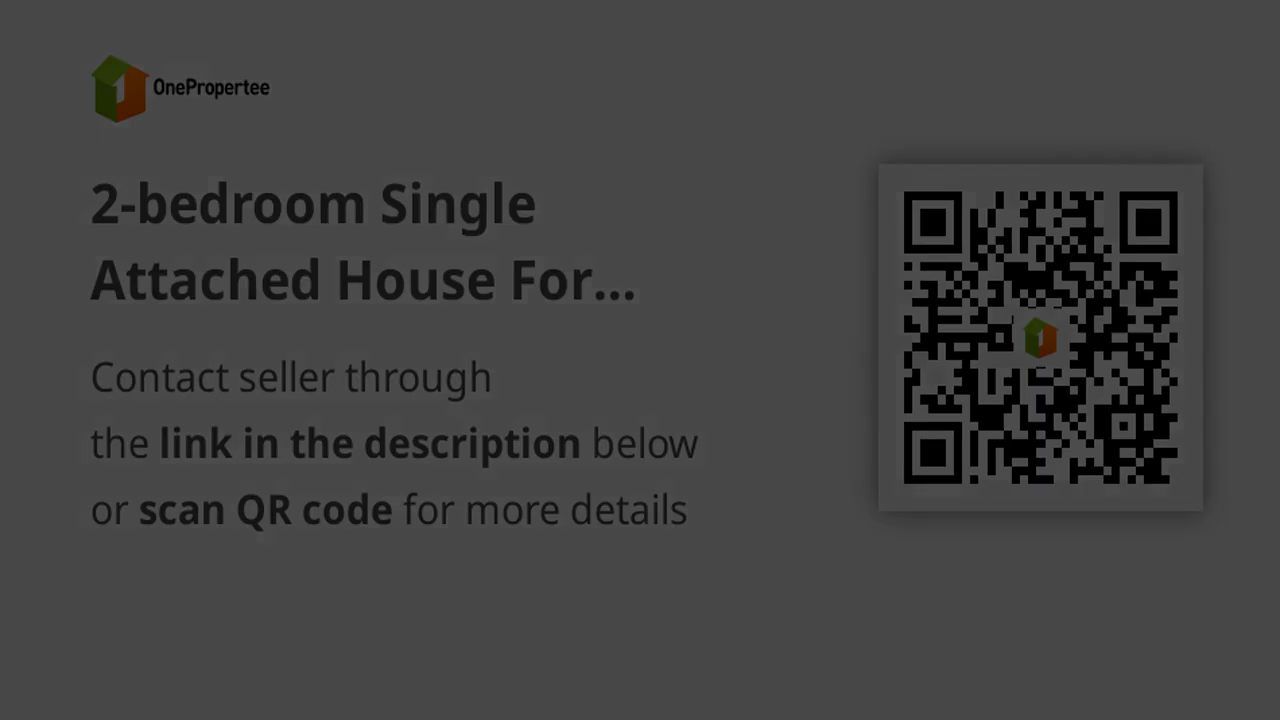 OnePropertee
2-bedroom Single
Attached House For...
Contact seller through
the link in the description below
or scan QR code for more details